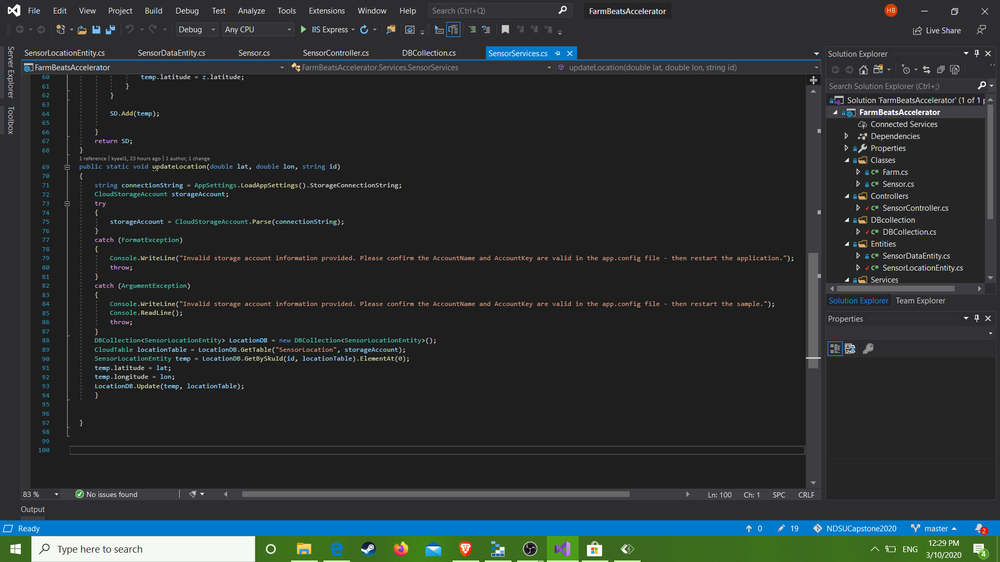 File Edit View Project Build Debug Test Analyze Tools Extensions Window Help Search (Ctrl+Q) FarmBeatsAccelerator HB
Debug Any CPU IIS Express Live Share
Server Explorer
Toolbox
SensorLocationEntity.cs SensorDataEntity.cs Sensor.cs SensorController.cs DBCollection.cs SensorServices.cs
FarmBeatsAccelerator FarmBeatsAccelerator.Services.SensorServices updateLocation(double lat, double lon, string id)
60 temp.latitude = z.latitude;
61 }
62 }
63
64 SD.Add(temp);
65
66 }
67 return SD;
68 }
1 reference | kyeel1, 23 hours ago | 1 author, 1 change
69 public static void updateLocation(double lat, double lon, string id)
70 {
71 string connectionString = AppSettings.LoadAppSettings().StorageConnectionString;
72 CloudStorageAccount storageAccount;
73 try
74 {
75 storageAccount = CloudStorageAccount.Parse(connectionString);
76 }
77 catch (FormatException)
78 {
79 Console.WriteLine("Invalid storage account information provided. Please confirm the AccountName and AccountKey are valid in the app.config file - then restart the application.");
80 throw;
81 }
82 catch (ArgumentException)
83 {
84 Console.WriteLine("Invalid storage account information provided. Please confirm the AccountName and AccountKey are valid in the app.config file - then restart the sample.");
85 Console.ReadLine();
86 throw;
87 }
88 DBCollection<SensorLocationEntity> LocationDB = new DBCollection<SensorLocationEntity>();
89 CloudTable locationTable = LocationDB.GetTable("SensorLocation", storageAccount);
90 SensorLocationEntity temp = LocationDB.GetBySkuId(id, locationTable).ElementAt(0);
91 temp.latitude = lat;
92 temp.longitude = lon;
93 LocationDB.Update(temp, locationTable);
94 }
95
96
97 }
98
99
100
83 % No issues found Ln: 100 Ch: 1 SPC CRLF
Output
Solution Explorer
Search Solution Explorer (Ctrl+;)
Solution 'FarmBeatsAccelerator' (1 of 1 p
FarmBeatsAccelerator
Connected Services
Dependencies
Properties
Classes
C# Farm.cs
C# Sensor.cs
Controllers
C# SensorController.cs
DBcollection
C# DBCollection.cs
Entities
C# SensorDataEntity.cs
C# SensorLocationEntity.cs
Services
Solution Explorer Team Explorer
Properties
Ready 0 19 NDSUCapstone2020 master 2
Type here to search ENG 12:29 PM
3/10/2020 4